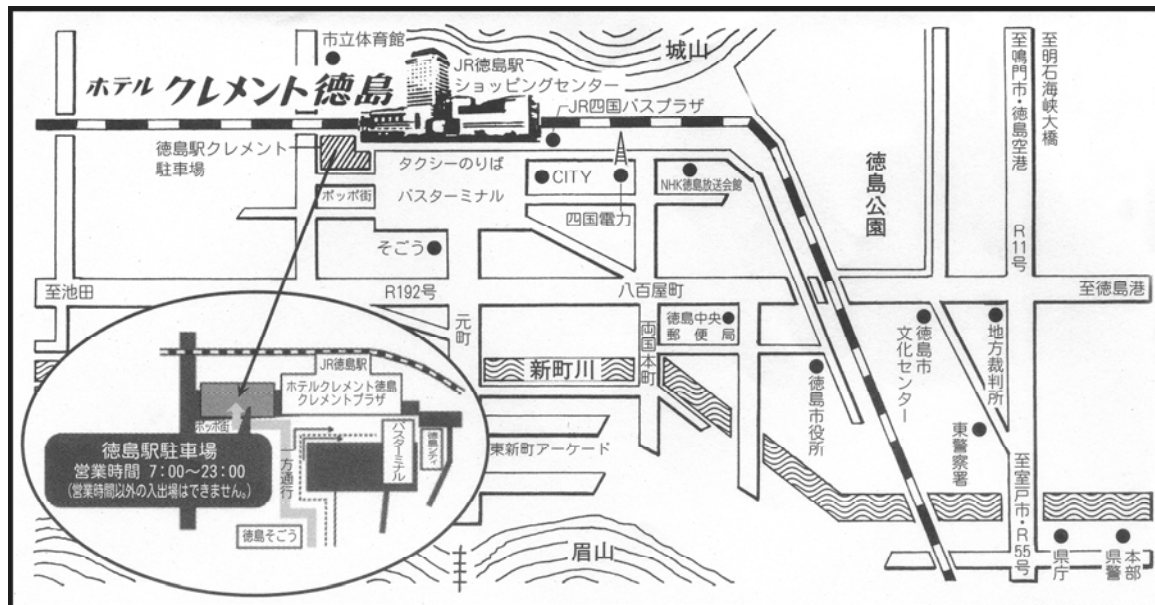 市立体育館
城山
JR徳島駅
ショッピングセンター
ホテル クレメント徳島
JR四国バスプラザ
至鳴門市・徳島空港
至明石海峡大橋
徳島駅クレメント
駐車場
タクシーのりば
CITY
NHK徳島放送会館
徳島公園
ポッポ街
バスターミナル
四国電力
そごう
R11号
至池田
R192号
八百屋町
至徳島港
元町
両国本町
徳島中央
郵便局
新町川
徳島市役所
徳島市
文化センター
地方裁判所
東新町アーケード
東警察署
至室戸市・R55号
眉山
県庁
県警本部
JR徳島駅
ホテルクレメント徳島
クレメントプラザ
ポッポ街
バスターミナル
徳島シティ
徳島駅駐車場
営業時間 7:00～23:00
(営業時間以外の入出場はできません。)
一方通行
徳島そごう